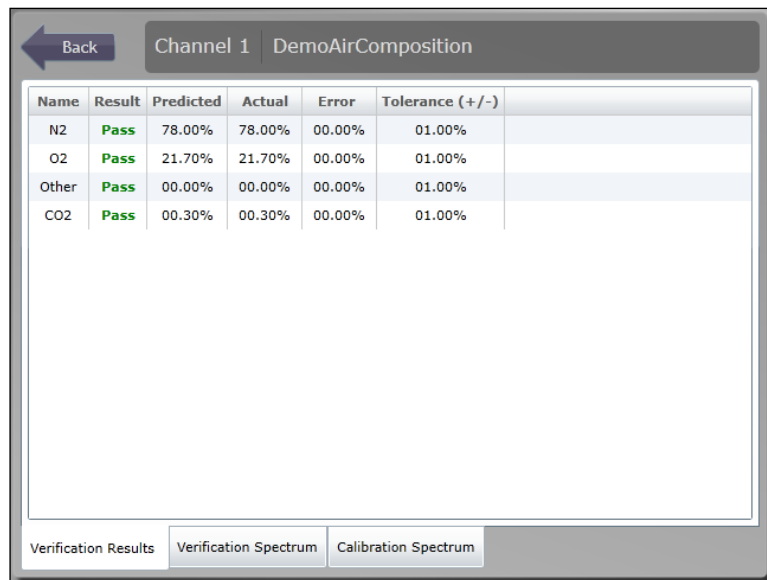 Back Channel 1 DemoAirComposition
Name Result Predicted Actual Error Tolerance (+/-)
N2 Pass 78.00% 78.00% 00.00% 01.00%
O2 Pass 21.70% 21.70% 00.00% 01.00%
Other Pass 00.00% 00.00% 00.00% 01.00%
CO2 Pass 00.30% 00.30% 00.00% 01.00%
Verification Results Verification Spectrum Calibration Spectrum